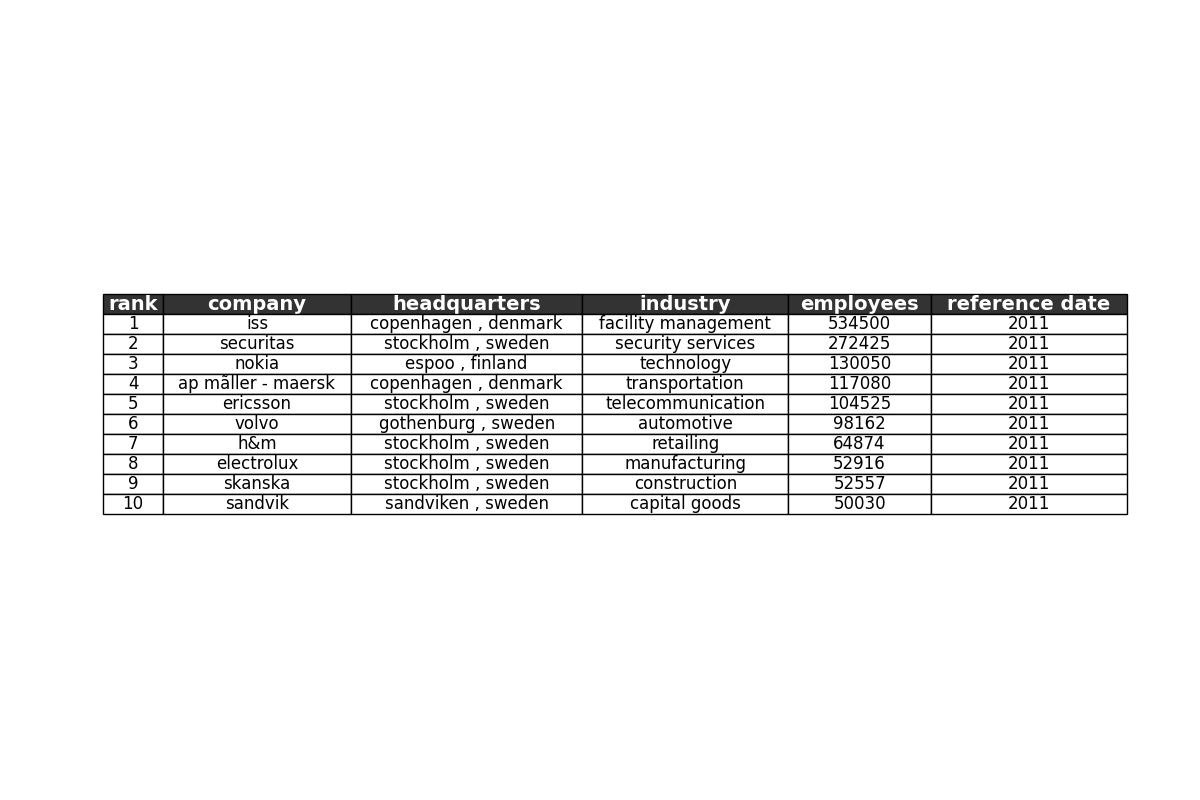 rank company headquarters industry employees reference date
1 iss copenhagen , denmark facility management 534500 2011
2 securitas stockholm , sweden security services 272425 2011
3 nokia espoo , finland technology 130050 2011
4 ap mãller - maersk copenhagen , denmark transportation 117080 2011
5 ericsson stockholm , sweden telecommunication 104525 2011
6 volvo gothenburg , sweden automotive 98162 2011
7 h&m stockholm , sweden retailing 64874 2011
8 electrolux stockholm , sweden manufacturing 52916 2011
9 skanska stockholm , sweden construction 52557 2011
10 sandvik sandviken , sweden capital goods 50030 2011